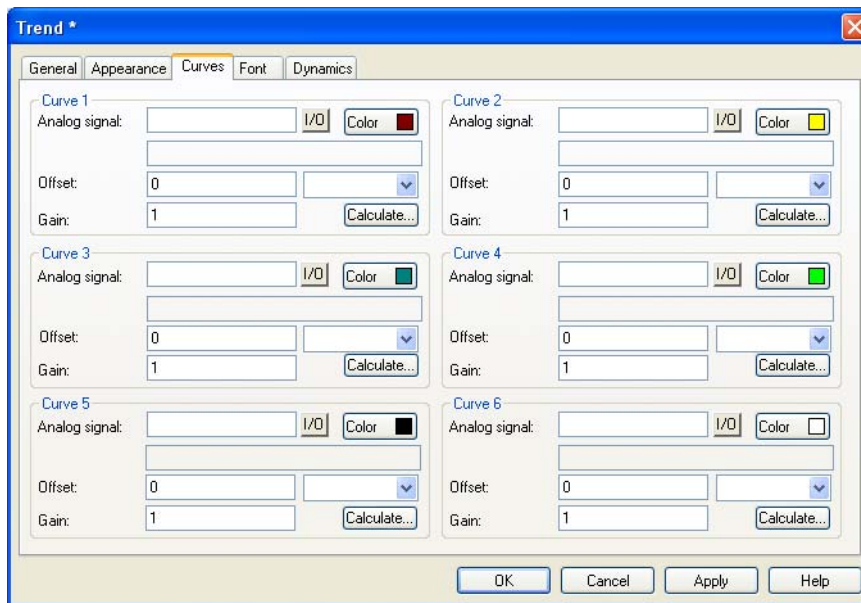 Trend *
General Appearance Curves Font Dynamics
Curve 1
Analog signal: I/O Color
Offset: 0
Gain: 1 Calculate...
Curve 2
Analog signal: I/O Color
Offset: 0
Gain: 1 Calculate...
Curve 3
Analog signal: I/O Color
Offset: 0
Gain: 1 Calculate...
Curve 4
Analog signal: I/O Color
Offset: 0
Gain: 1 Calculate...
Curve 5
Analog signal: I/O Color
Offset: 0
Gain: 1 Calculate...
Curve 6
Analog signal: I/O Color
Offset: 0
Gain: 1 Calculate...
OK Cancel Apply Help